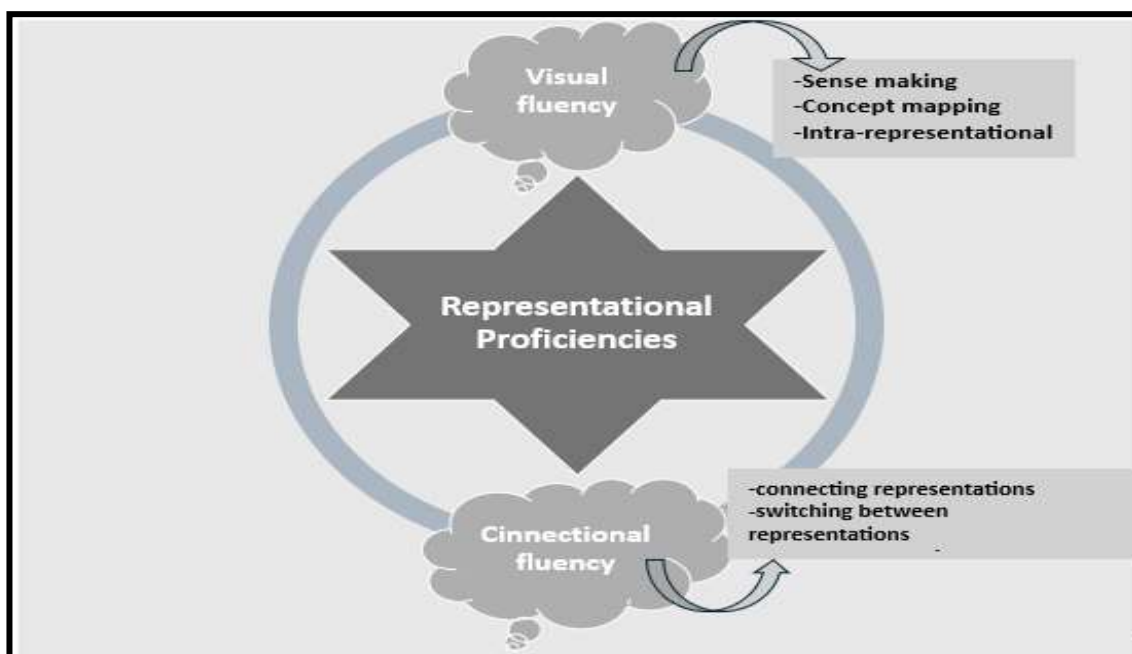 Visual
fluency
-Sense making
-Concept mapping
-Intra-representational
Representational
Proficiencies
-connecting representations
-switching between
representations
Cinnectional
fluency